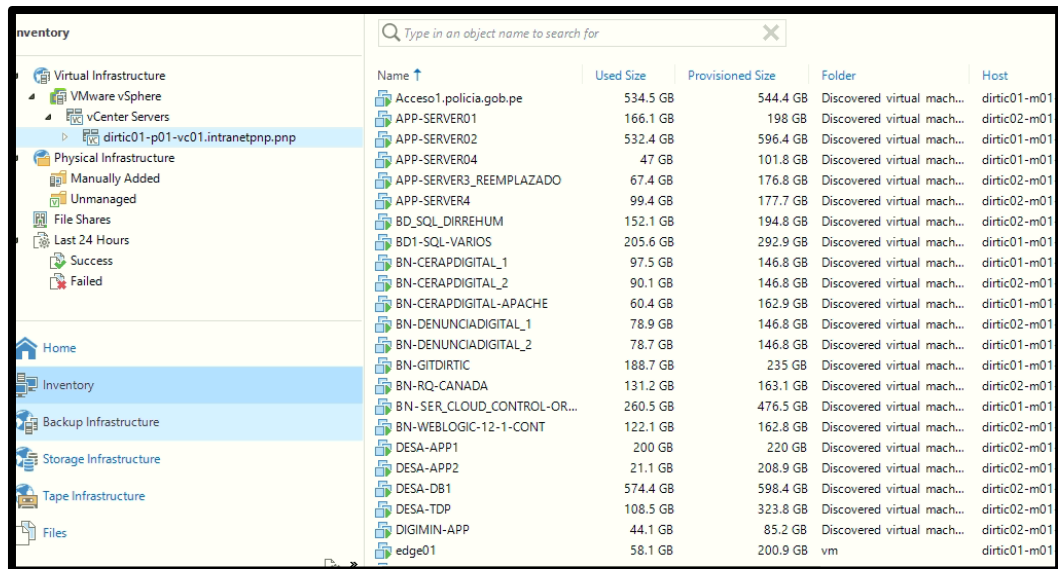 nventory
Virtual Infrastructure
VMware vSphere
vCenter Servers
dirtic01-p01-vc01.intranetpnp.pnp
Physical Infrastructure
Manually Added
Unmanaged
File Shares
Last 24 Hours
Success
Failed
Home
Inventory
Backup Infrastructure
Storage Infrastructure
Tape Infrastructure
Files
»
Type in an object name to search for
Name Used Size Provisioned Size Folder Host
Acceso1.policia.gob.pe 534.5 GB 544.4 GB Discovered virtual mach... dirtic01-m01
APP-SERVER01 166.1 GB 198 GB Discovered virtual mach... dirtic02-m01
APP-SERVER02 532.4 GB 596.4 GB Discovered virtual mach... dirtic01-m01
APP-SERVER04 47 GB 101.8 GB Discovered virtual mach... dirtic01-m01
APP-SERVER3_REEMPLAZADO 67.4 GB 176.8 GB Discovered virtual mach... dirtic02-m01
APP-SERVER4 99.4 GB 177.7 GB Discovered virtual mach... dirtic02-m01
BD_SQL_DIRREHUM 152.1 GB 194.8 GB Discovered virtual mach... dirtic02-m01
BD1-SQL-VARIOS 205.6 GB 292.9 GB Discovered virtual mach... dirtic01-m01
BN-CERAPDIGITAL_1 97.5 GB 146.8 GB Discovered virtual mach... dirtic01-m01
BN-CERAPDIGITAL_2 90.1 GB 146.8 GB Discovered virtual mach... dirtic02-m01
BN-CERAPDIGITAL-APACHE 60.4 GB 162.9 GB Discovered virtual mach... dirtic01-m01
BN-DENUNCIADIGITAL_1 78.9 GB 146.8 GB Discovered virtual mach... dirtic02-m01
BN-DENUNCIADIGITAL_2 78.7 GB 146.8 GB Discovered virtual mach... dirtic01-m01
BN-GITDIRTIC 188.7 GB 235 GB Discovered virtual mach... dirtic02-m01
BN-RQ-CANADA 131.2 GB 163.1 GB Discovered virtual mach... dirtic02-m01
BN-SER_CLOUD_CONTROL-OR... 260.5 GB 476.5 GB Discovered virtual mach... dirtic01-m01
BN-WEBLOGIC-12-1-CONT 122.1 GB 162.8 GB Discovered virtual mach... dirtic02-m01
DESA-APP1 200 GB 220 GB Discovered virtual mach... dirtic02-m01
DESA-APP2 21.1 GB 208.9 GB Discovered virtual mach... dirtic02-m01
DESA-DB1 574.4 GB 598.4 GB Discovered virtual mach... dirtic02-m01
DESA-TDP 108.5 GB 323.8 GB Discovered virtual mach... dirtic02-m01
DIGIMIN-APP 44.1 GB 85.2 GB Discovered virtual mach... dirtic02-m01
edge01 58.1 GB 200.9 GB vm dirtic01-m01